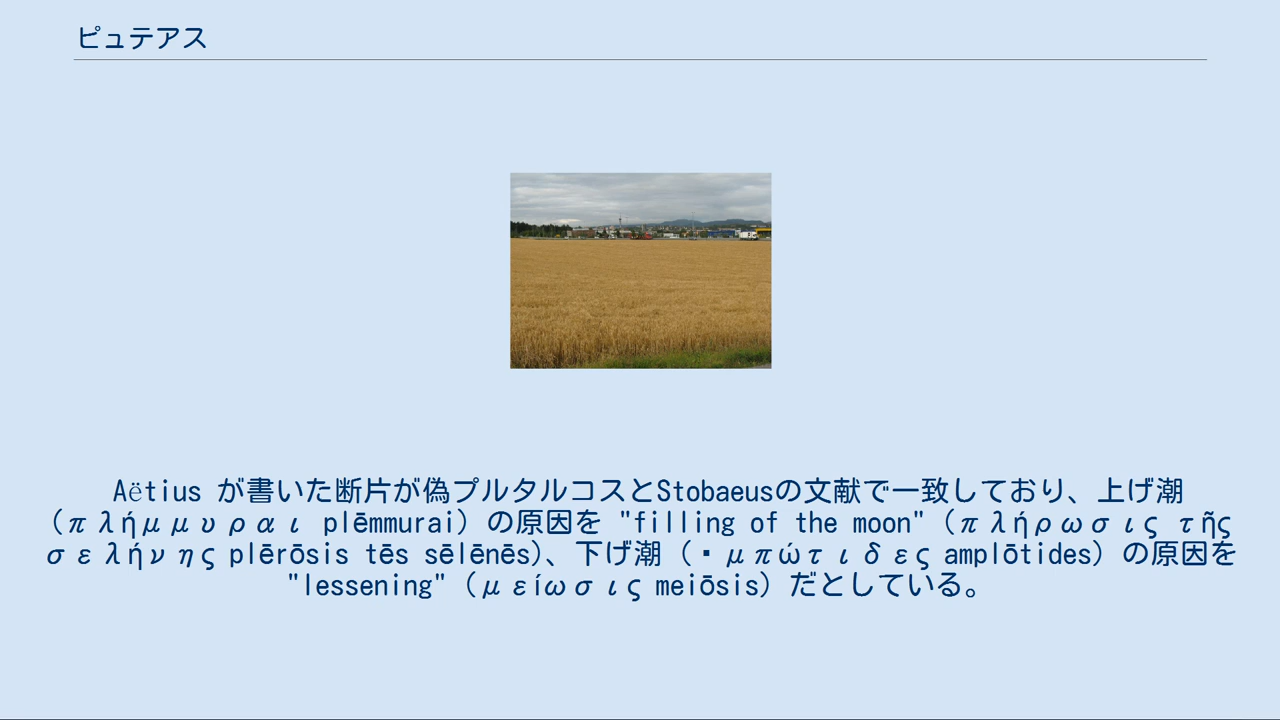 ピュテアス
Aëtius が書いた断片が偽プルタルコスとStobaeusの文献で一致しており、上げ潮
（πλήμμυραι plēmmurai）の原因を "filling of the moon"（πλήρωσις τῆς
σελήνης plērōsis tēs sēlēnēs)、下げ潮（▪μπώτιδες amplōtides）の原因を
"lessening"（μείωσις meiōsis）だとしている。